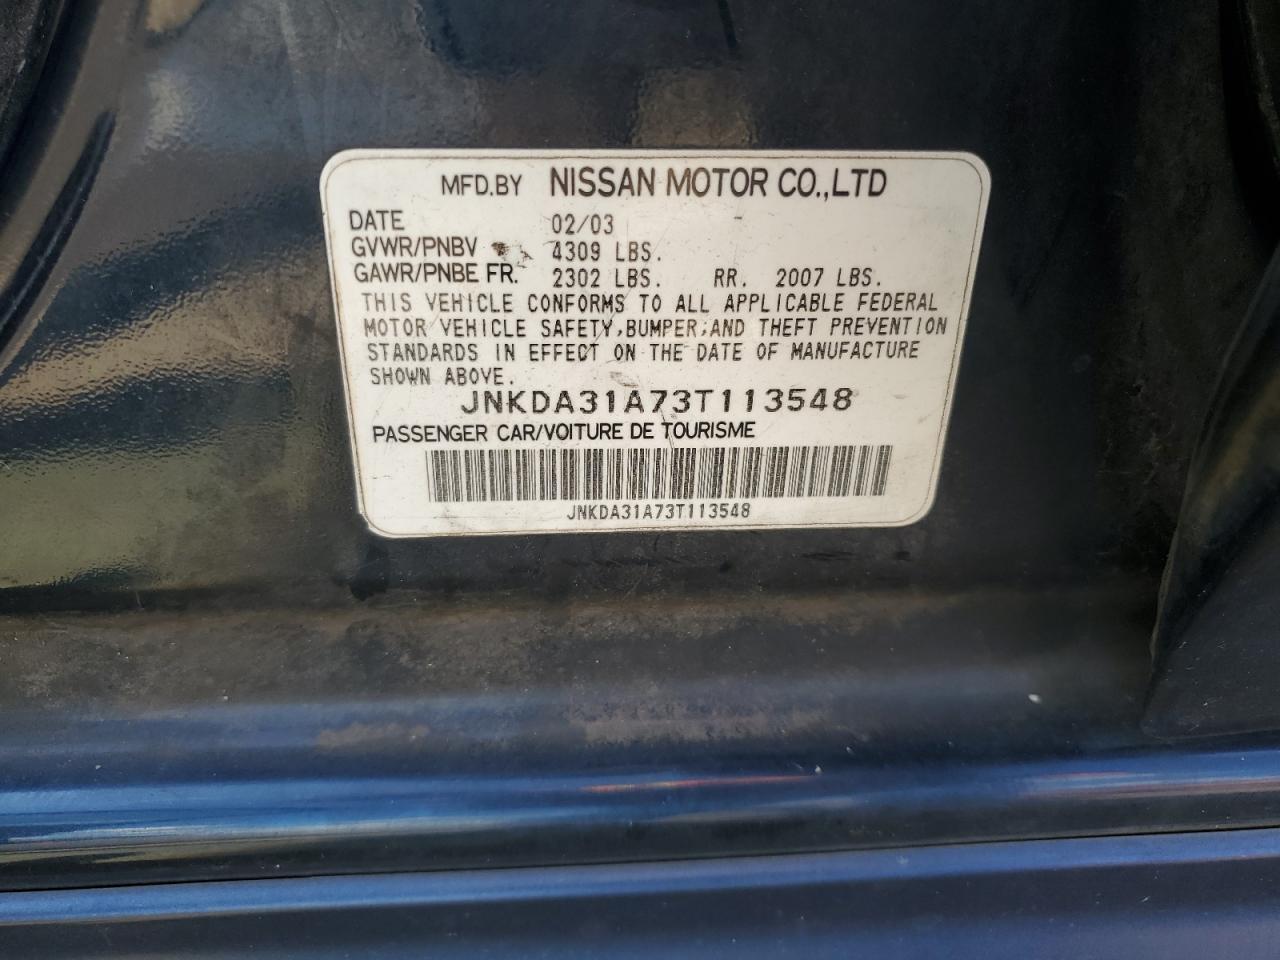 MFD.BY NISSAN MOTOR CO.,LTD
DATE 02/03
GVWR/PNBV 4309 LBS.
GAWR/PNBE FR. 2302 LBS. RR. 2007 LBS.
THIS VEHICLE CONFORMS TO ALL APPLICABLE FEDERAL
MOTOR VEHICLE SAFETY, BUMPER, AND THEFT PREVENTION
STANDARDS IN EFFECT ON THE DATE OF MANUFACTURE
SHOWN ABOVE.
JNKDA31A73T113548
PASSENGER CAR/VOITURE DE TOURISME
JNKDA31A73T113548